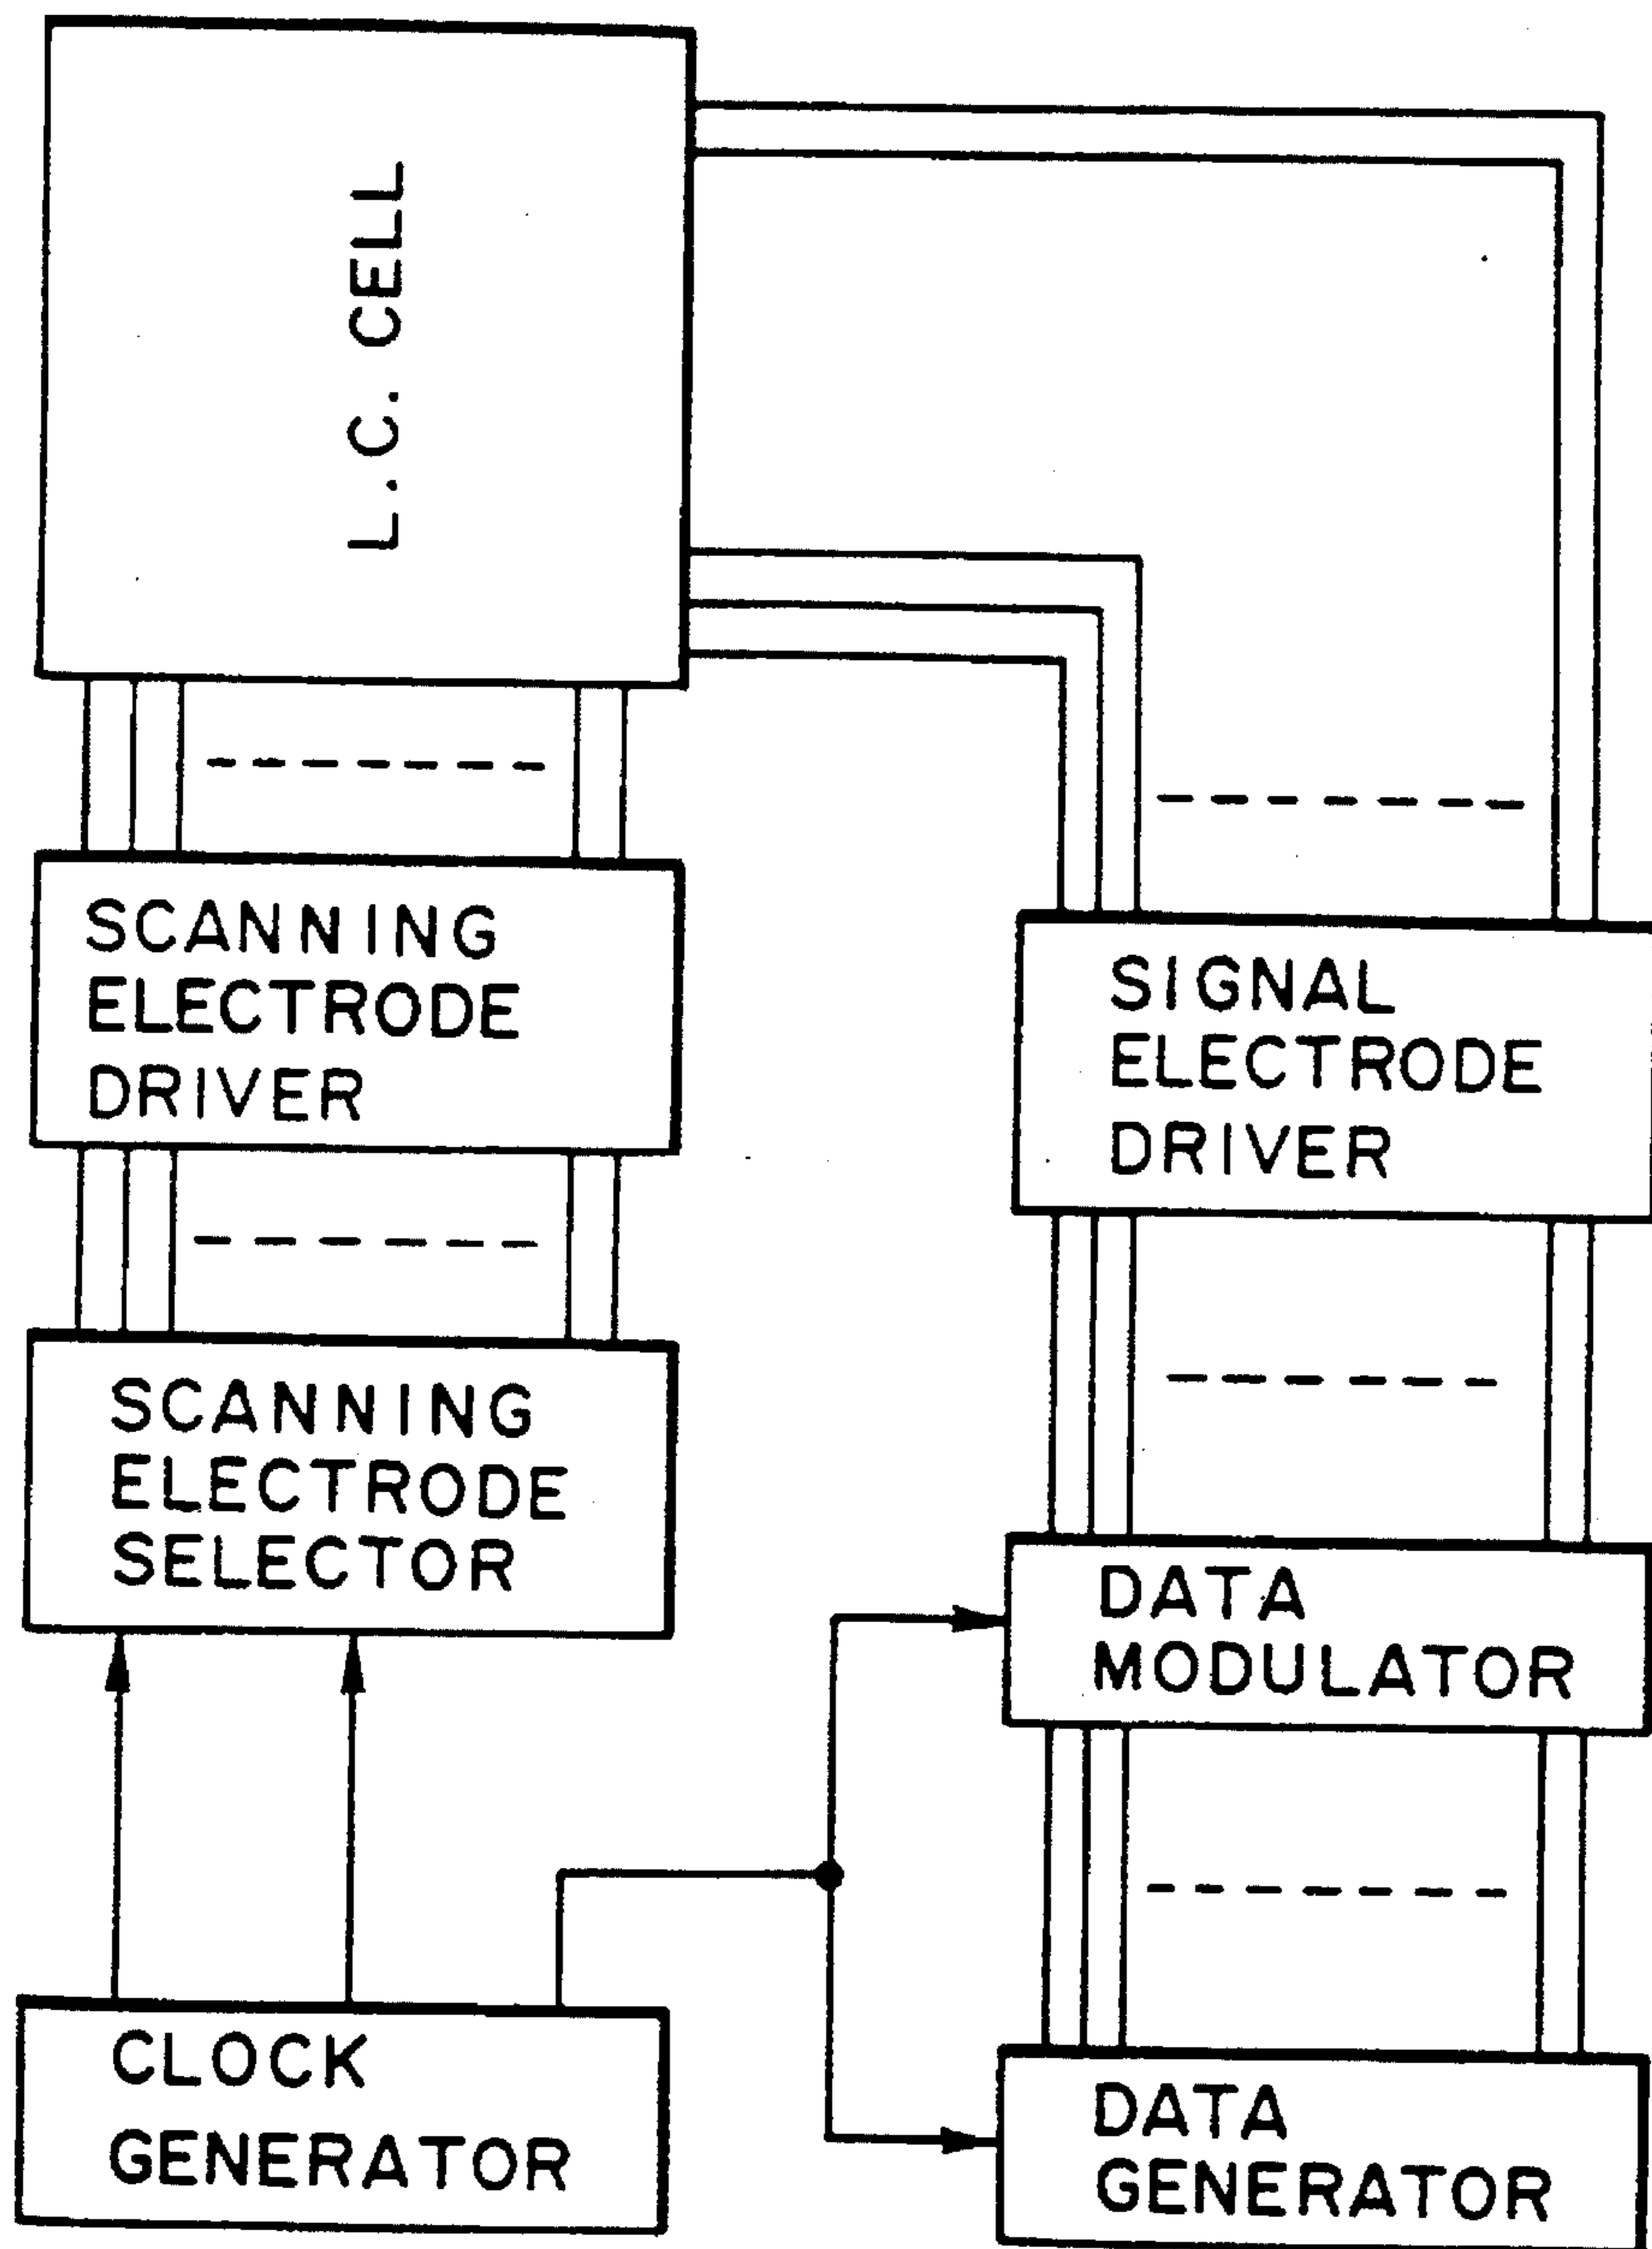 L.C. CELL
SCANNING
ELECTRODE
DRIVER
SIGNAL
ELECTRODE
DRIVER
SCANNING
ELECTRODE
SELECTOR
DATA
MODULATOR
CLOCK
GENERATOR
DATA
GENERATOR